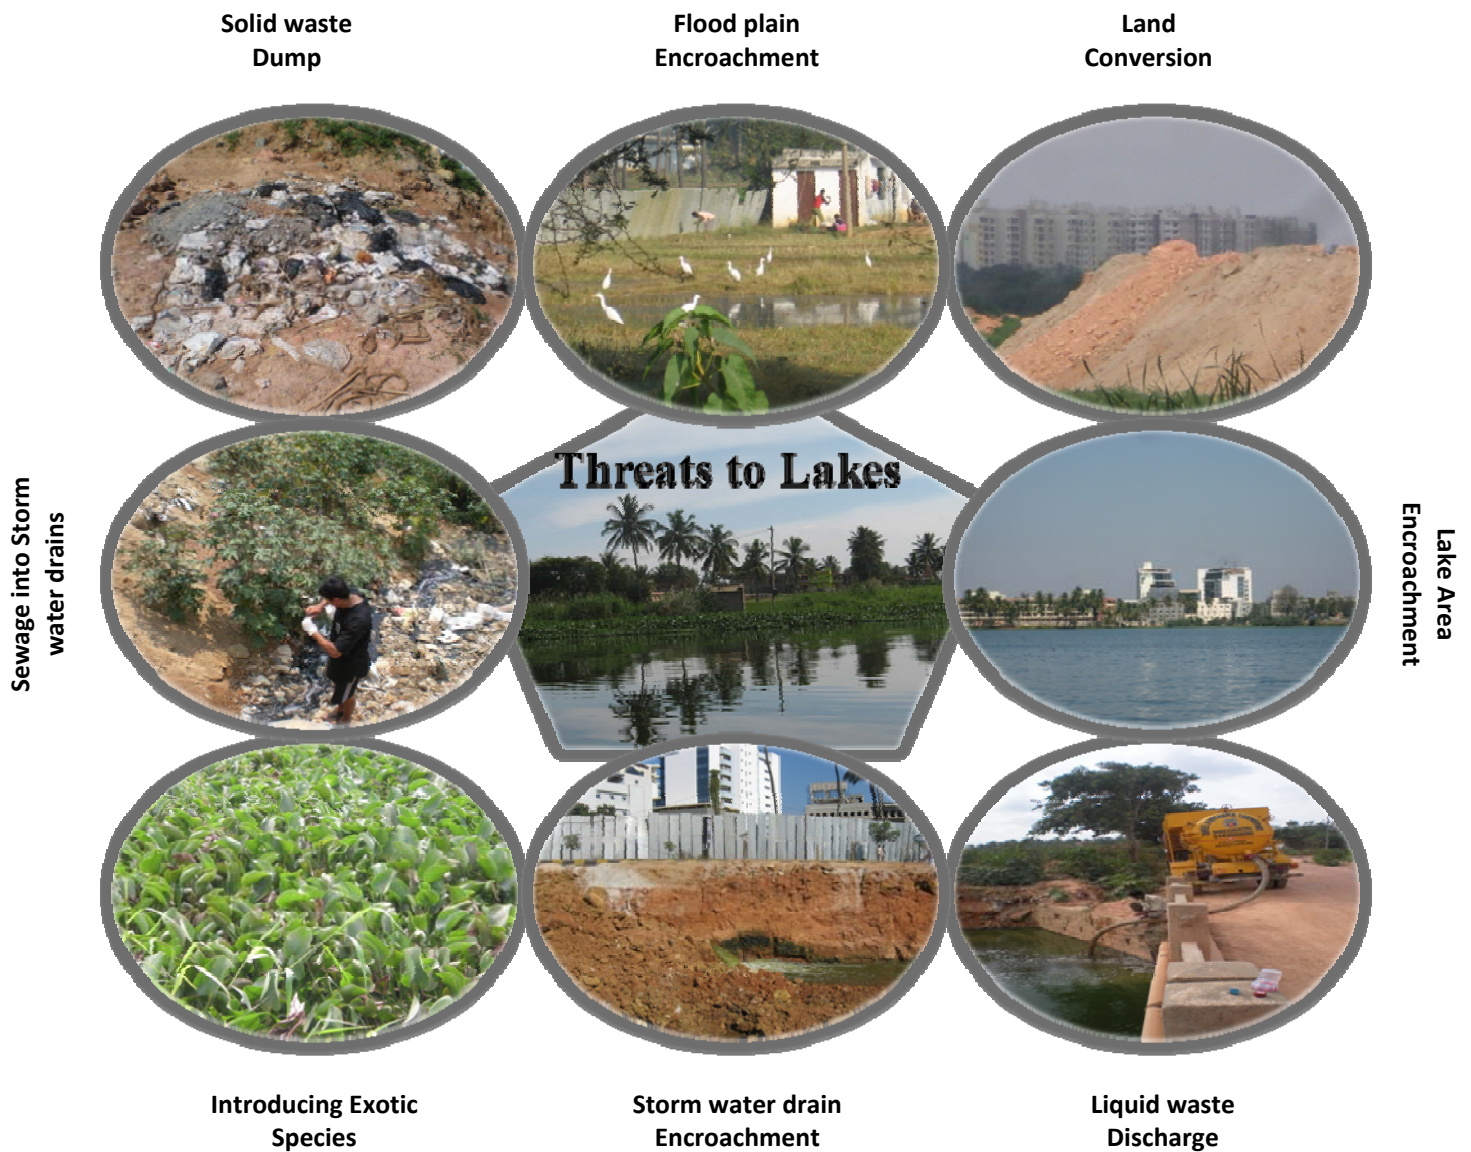 Solid waste
Dump
Flood plain
Encroachment
Land
Conversion
Threats to Lakes
Sewage into Storm
water drains
Lake Area
Encroachment
Introducing Exotic
Species
Storm water drain
Encroachment
Liquid waste
Discharge